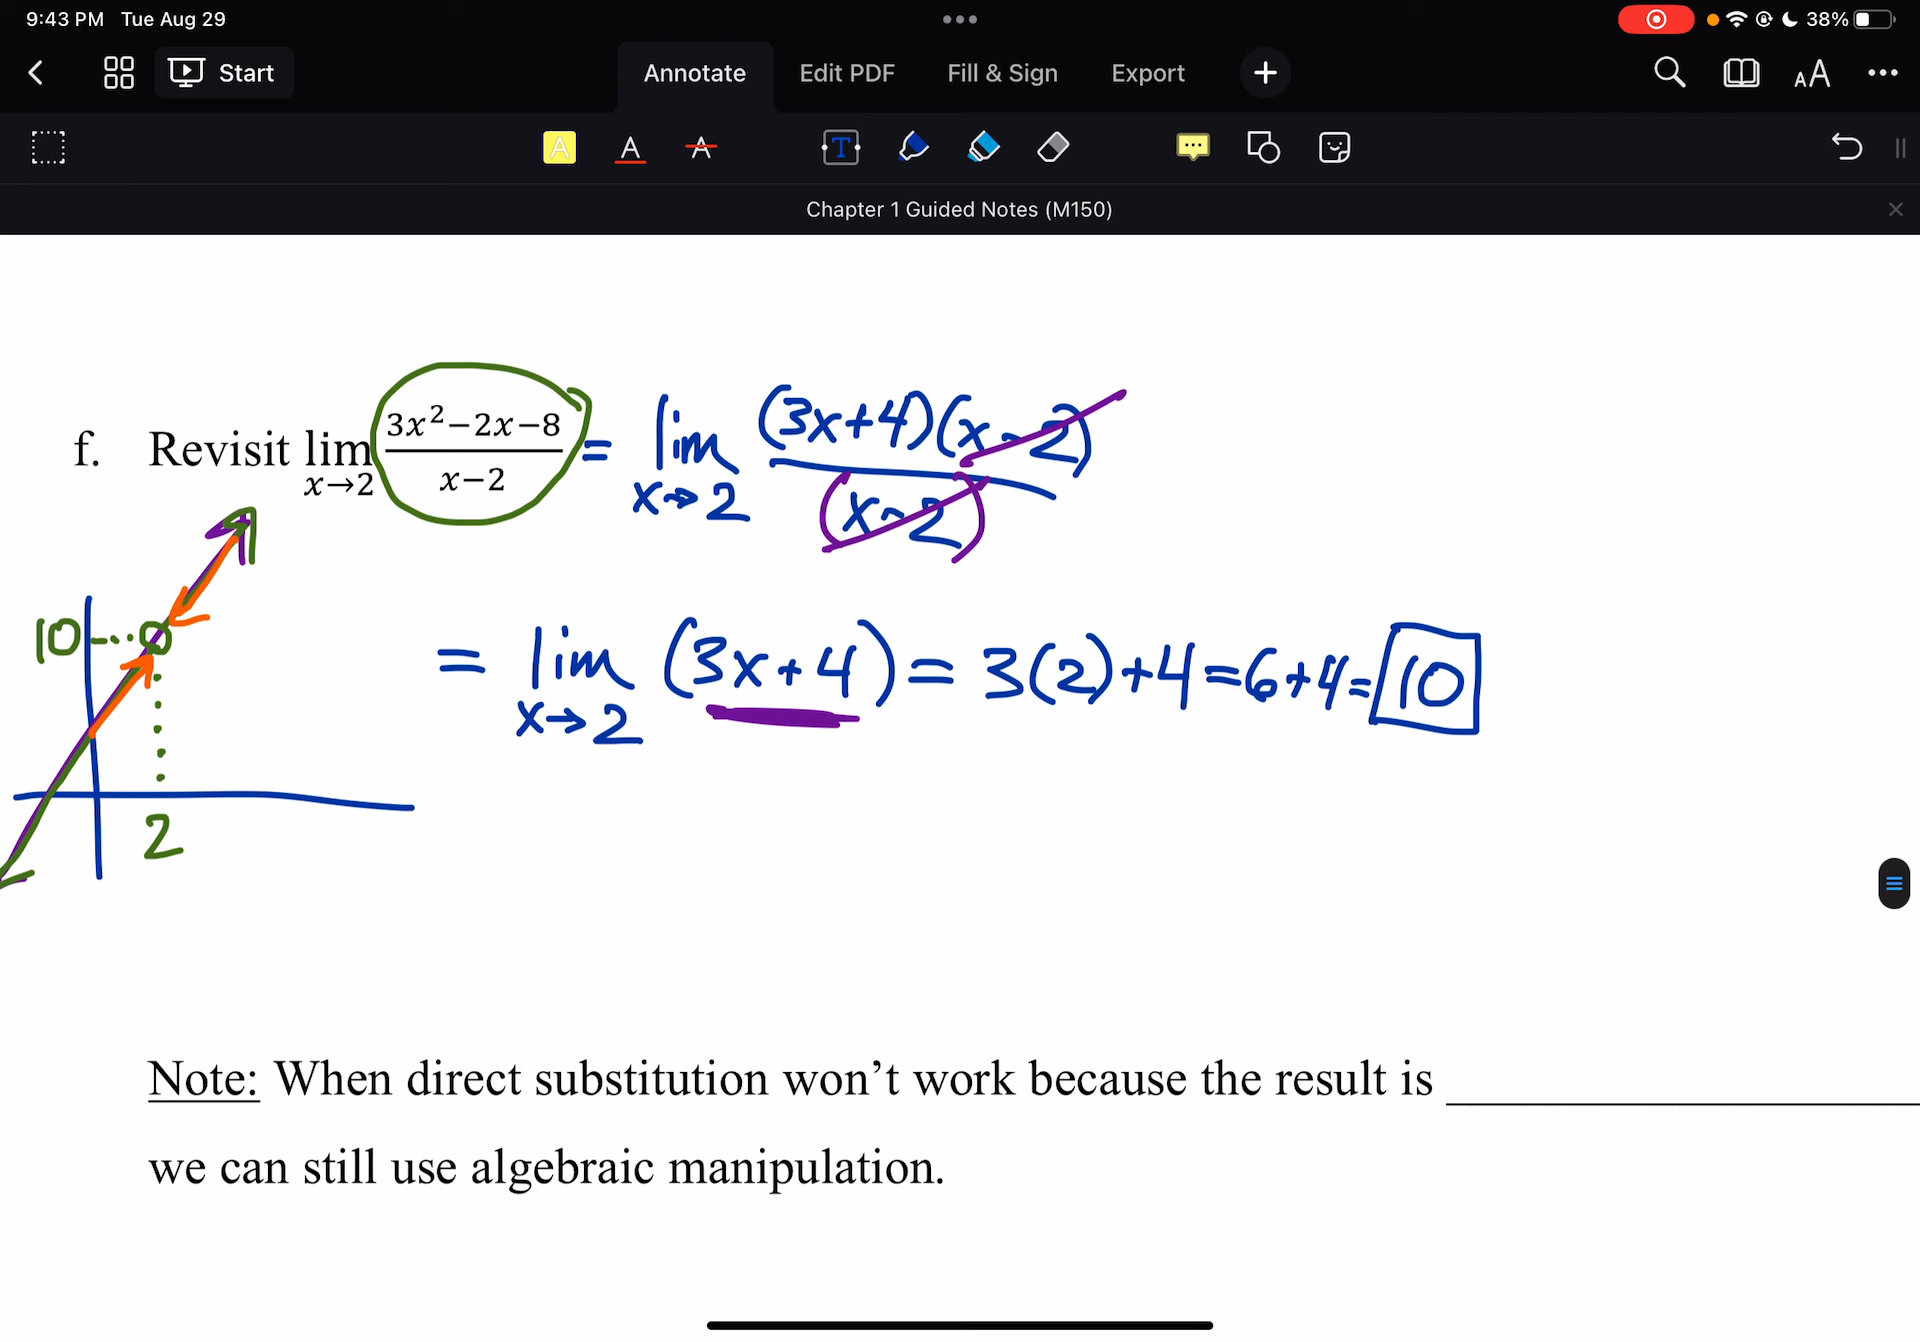 9:43 PM Tue Aug 29
38%
Start
Annotate Edit PDF Fill & Sign Export
Chapter 1 Guided Notes (M150)
f. Revisit lim x→2 (3x²−2x−8)/(x−2) = lim x→2 (3x+4)(x-2)/(x-2)
= lim x→2 (3x+4) = 3(2)+4=6+4=10
10
2
Note: When direct substitution won’t work because the result is ____________
we can still use algebraic manipulation.